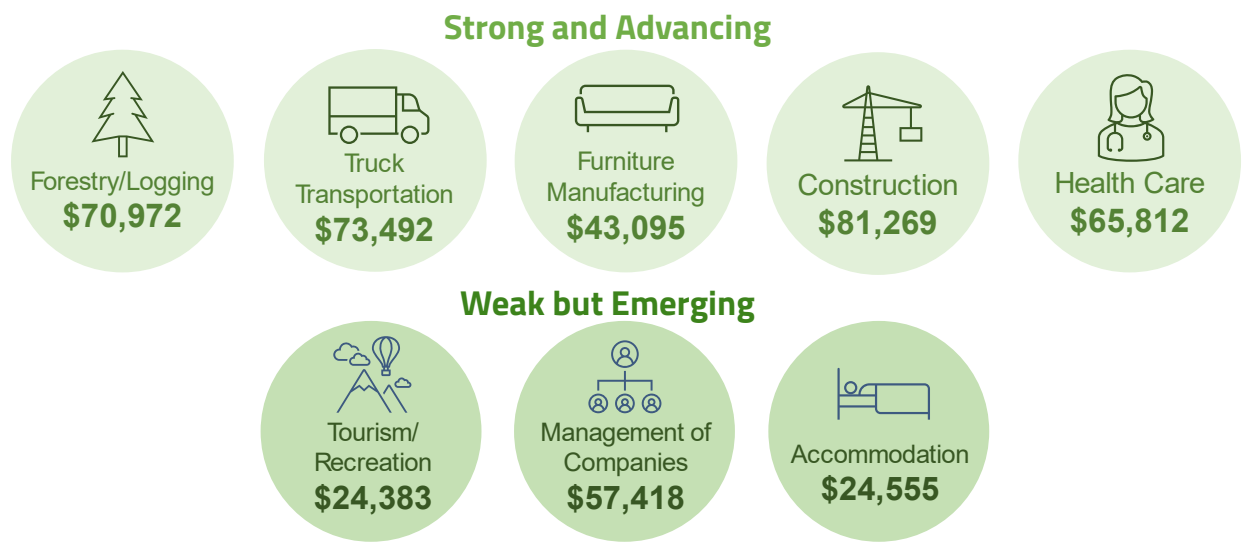 Strong and Advancing
Forestry/Logging
$70,972
Truck
Transportation
$73,492
Furniture
Manufacturing
$43,095
Construction
$81,269
Health Care
$65,812
Weak but Emerging
Tourism/
Recreation
$24,383
Management of
Companies
$57,418
Accommodation
$24,555